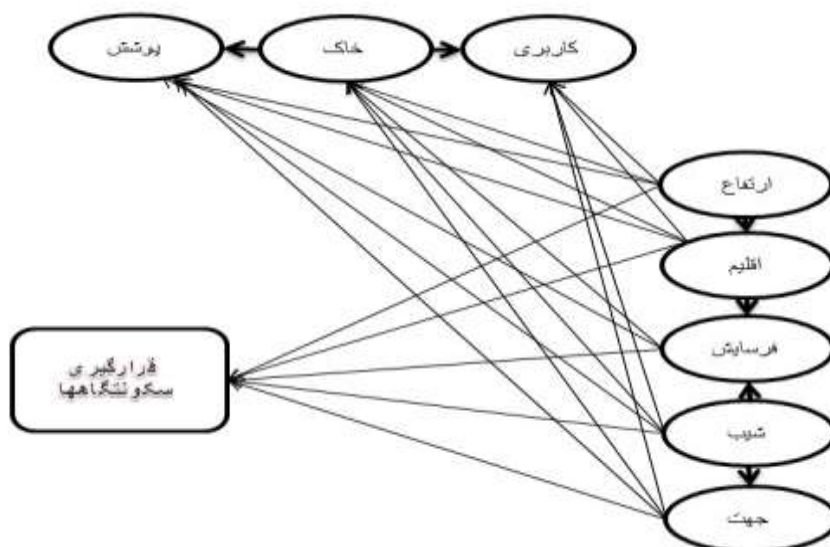 کاربری
خاک
پوشش
ارتفاع
اقلیم
فرسایش
شیب
جهت
قرارگیری
سکونتگاهها